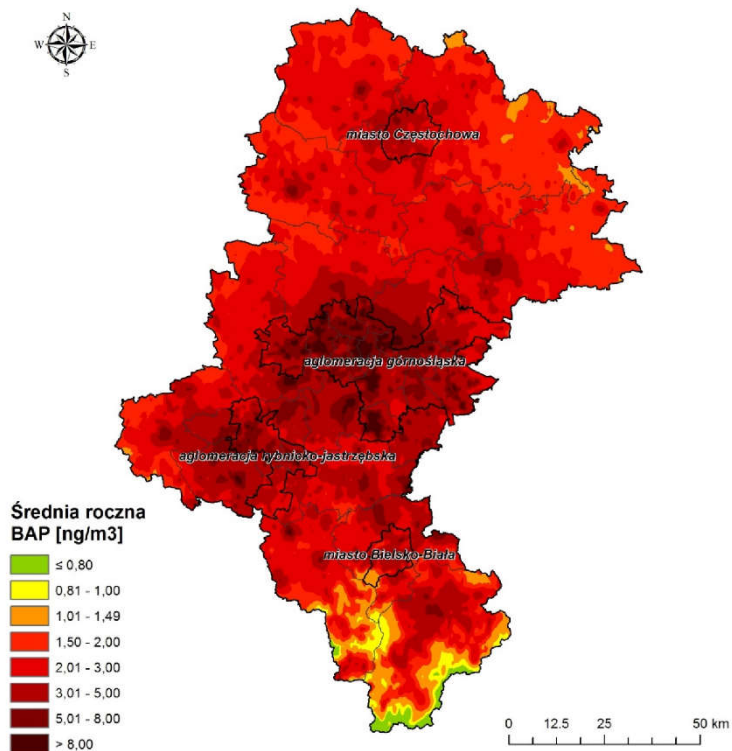 N
W E
S
miasto Częstochowa
aglomeracja górnośląska
aglomeracja rybnicko-jastrzębska
miasto Bielsko-Biała
Średnia roczna
BAP [ng/m3]
≤ 0,80
0,81 - 1,00
1,01 - 1,49
1,50 - 2,00
2,01 - 3,00
3,01 - 5,00
5,01 - 8,00
> 8,00
0 12.5 25 50 km